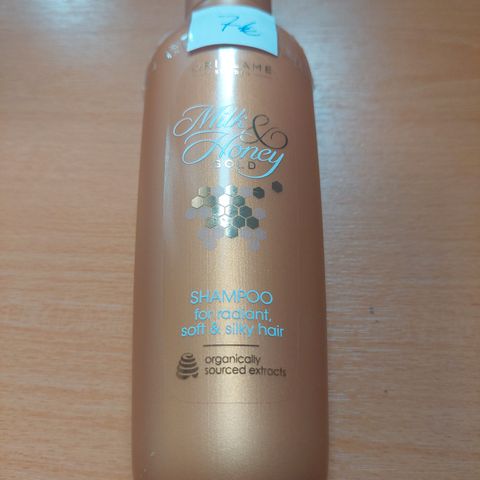 7€
ORIFLAME
Milk &
Honey
GOLD
SHAMPOO
for radiant,
soft & silky hair
organically
sourced extracts